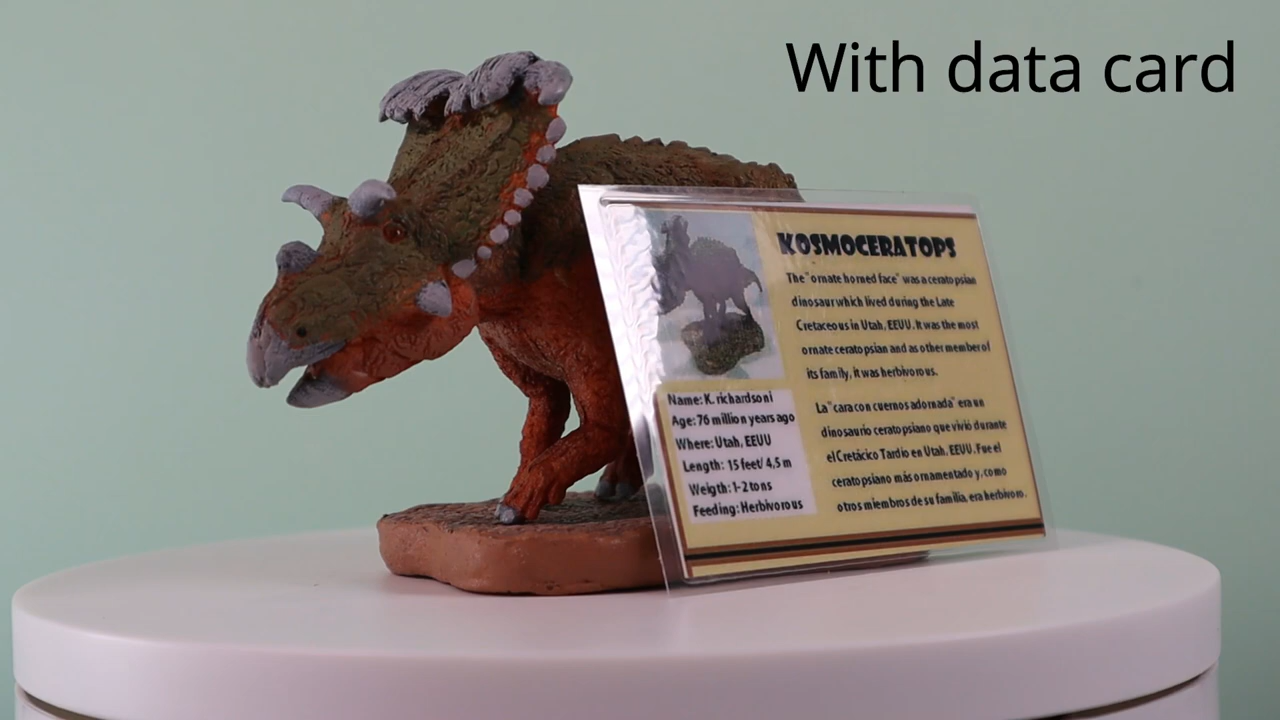 With data card
KOSMOCERATOPS
The "ornate horned face" was a ceratopsian
dinosaur which lived during the Late
Cretaceous in Utah, EEUU. It was the most
ornate ceratopsian and as other member of
its family, it was herbivorous.
Name: K. richardsoni
Age: 76 million years ago
Where: Utah, EEUU
Length: 15 feet/ 4,5 m
Weigth: 1-2 tons
Feeding: Herbivorous
La "cara con cuernos adornada" era un
dinosaurio ceratopsiano que vivió durante
el Cretácico Tardio en Utah, EEUU. Fue el
ceratopsiano más ornamentado y, como
otros miembros de su familia, era herbívoro.